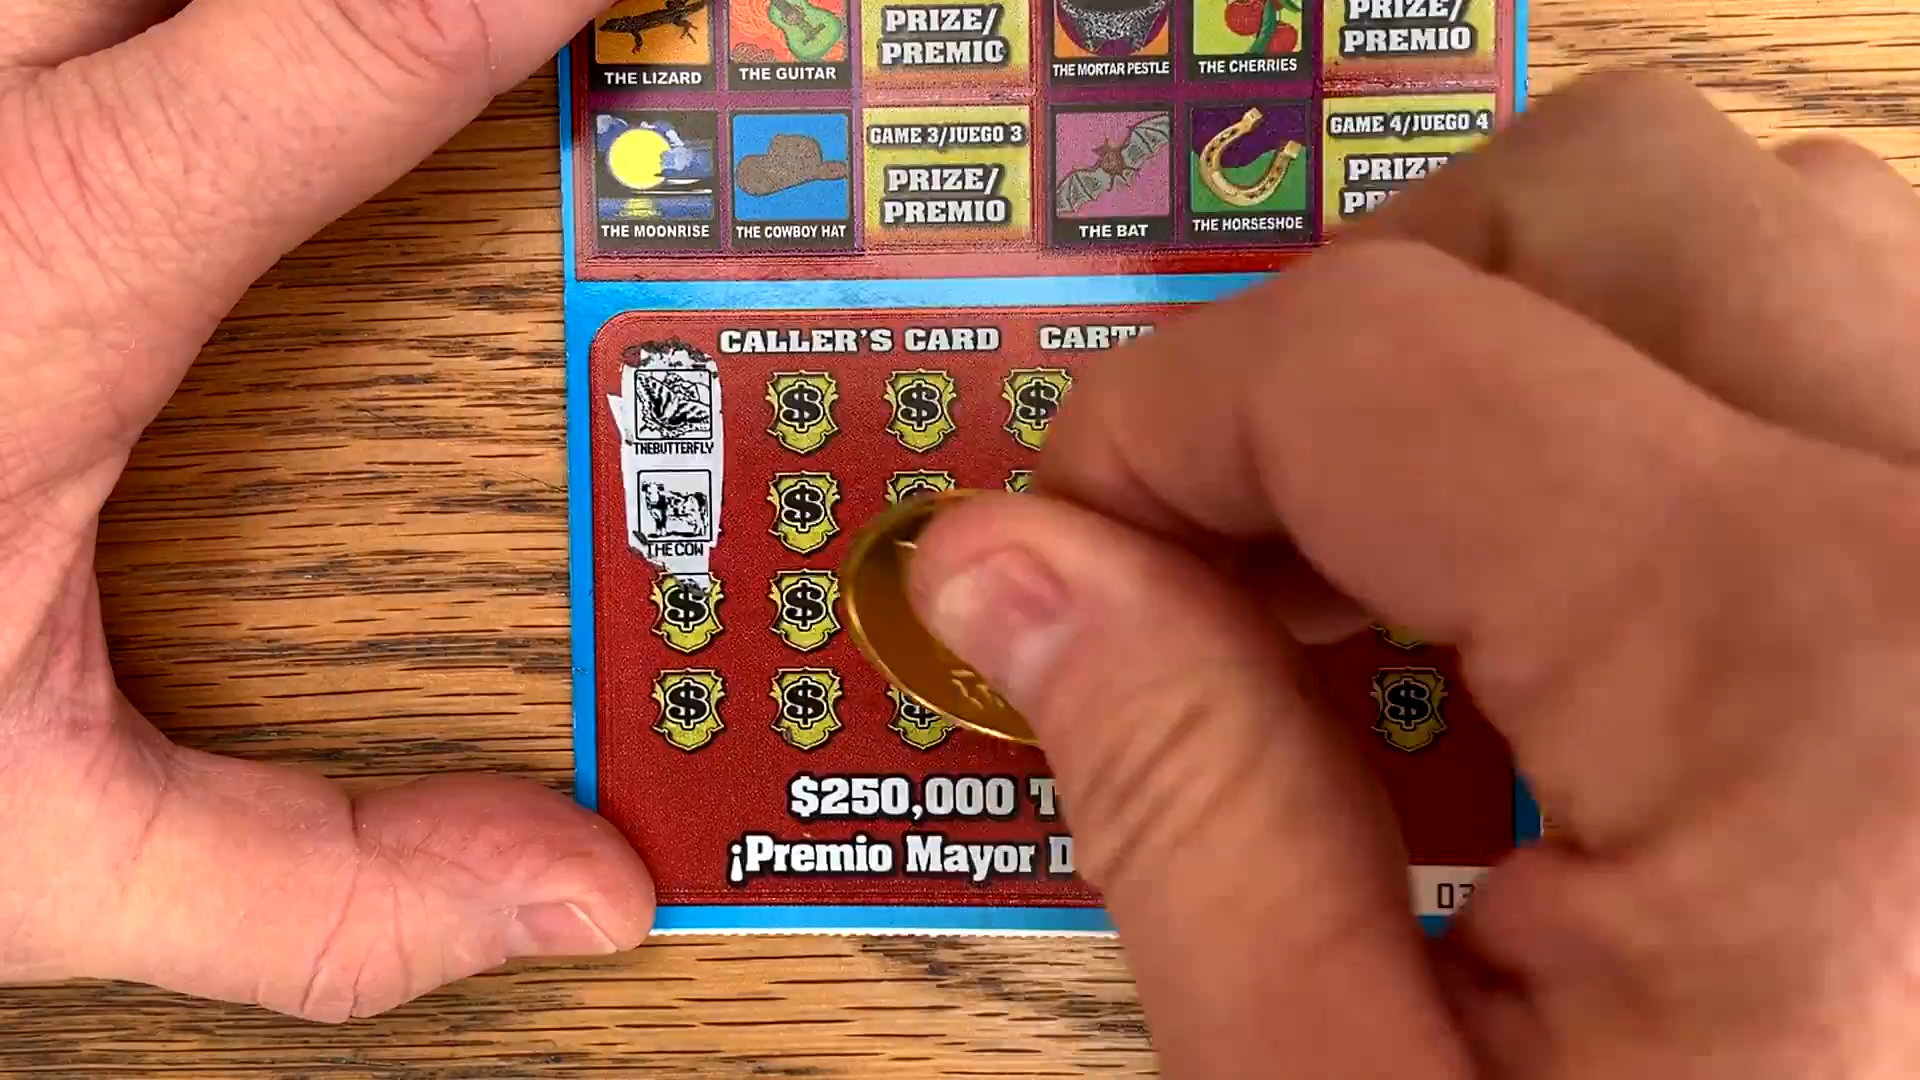 THE LIZARD
THE GUITAR
PRIZE/
PREMIO
THE MORTAR PESTLE
THE CHERRIES
PRIZE/
PREMIO
THE MOONRISE
THE COWBOY HAT
GAME 3/JUEGO 3
PRIZE/
PREMIO
THE BAT
THE HORSESHOE
GAME 4/JUEGO 4
CALLER'S CARD
THEBUTTERFLY
$ $ $
THE COW
$ $
$ $
$ $ $ $
$250,000
¡Premio Mayor
03